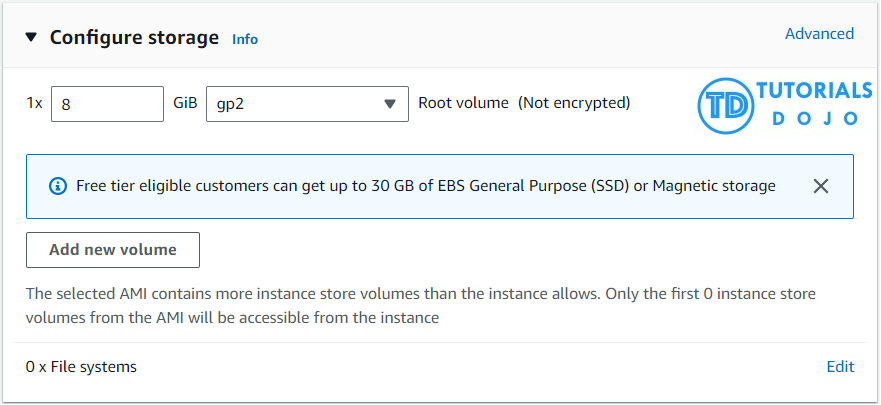 Configure storage Info
Advanced
1x 8 GiB gp2 Root volume (Not encrypted)
TD TUTORIALS
DOJO
Free tier eligible customers can get up to 30 GB of EBS General Purpose (SSD) or Magnetic storage
Add new volume
The selected AMI contains more instance store volumes than the instance allows. Only the first 0 instance store
volumes from the AMI will be accessible from the instance
0 x File systems
Edit